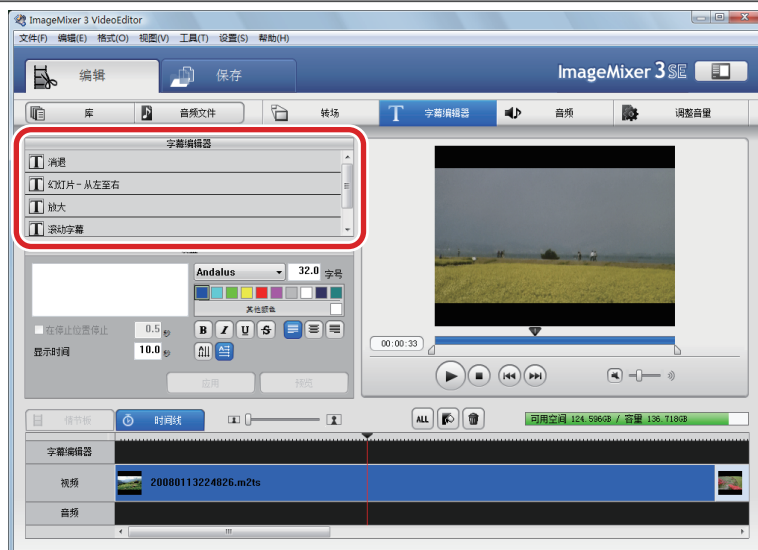 ImageMixer 3 VideoEditor
文件(F) 编辑(E) 格式(O) 视图(V) 工具(T) 设置(S) 帮助(H)
编辑 保存 ImageMixer 3 SE
库 音频文件 转场 T 字幕编辑器 音频 调整音量
字幕编辑器
T 消退
T 幻灯片 - 从左至右
T 放大
T 滚动字幕
Andalus 32.0 字号
其他颜色
在停止位置停止 0.5 秒 B I U S
显示时间 10.0 秒
应用 预览
00:00:33
情节板 时间线 ALL 可用空间 124.596GB / 容量 136.718GB
字幕编辑器
视频 20080113224826.m2ts
音频